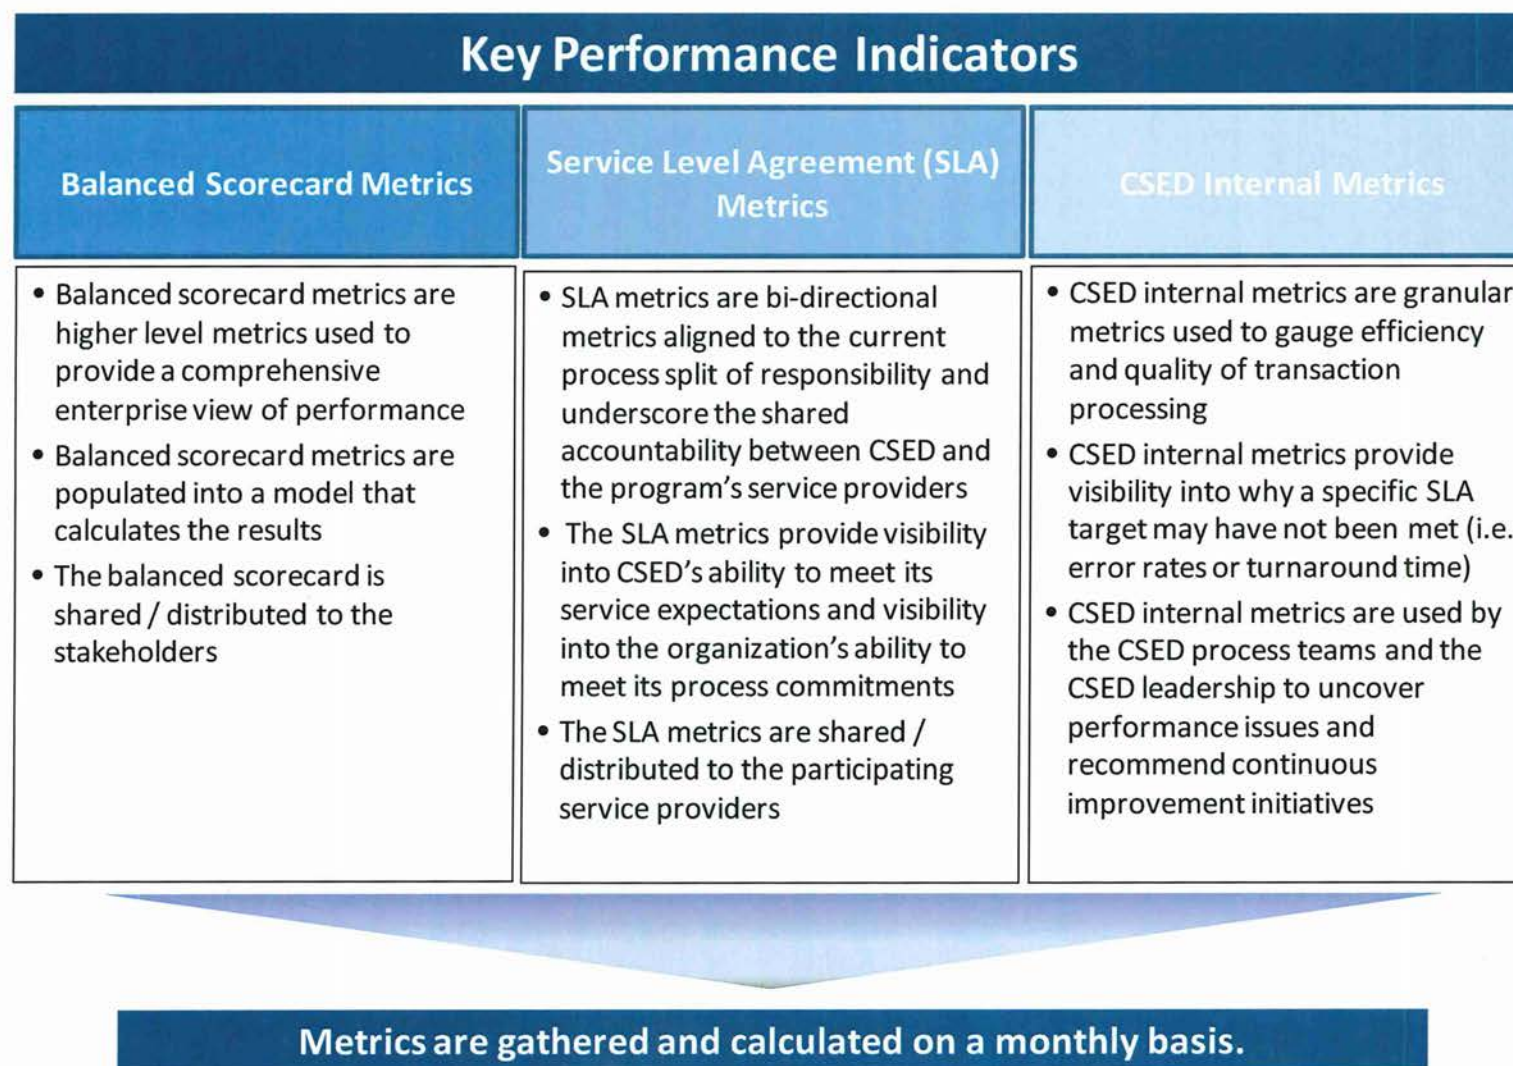 Key Performance Indicators
Balanced Scorecard Metrics
• Balanced scorecard metrics are
higher level metrics used to
provide a comprehensive
enterprise view of performance
• Balanced scorecard metrics are
populated into a model that
calculates the results
• The balanced scorecard is
shared / distributed to the
stakeholders
Service Level Agreement (SLA)
Metrics
• SLA metrics are bi-directional
metrics aligned to the current
process split of responsibility and
underscore the shared
accountability between CSED and
the program's service providers
• The SLA metrics provide visibility
into CSED's ability to meet its
service expectations and visibility
into the organization's ability to
meet its process commitments
• The SLA metrics are shared /
distributed to the participating
service providers
CSED Internal Metrics
• CSED internal metrics are granular
metrics used to gauge efficiency
and quality of transaction
processing
• CSED internal metrics provide
visibility into why a specific SLA
target may have not been met (i.e.
error rates or turnaround time)
• CSED internal metrics are used by
the CSED process teams and the
CSED leadership to uncover
performance issues and
recommend continuous
improvement initiatives
Metrics are gathered and calculated on a monthly basis.